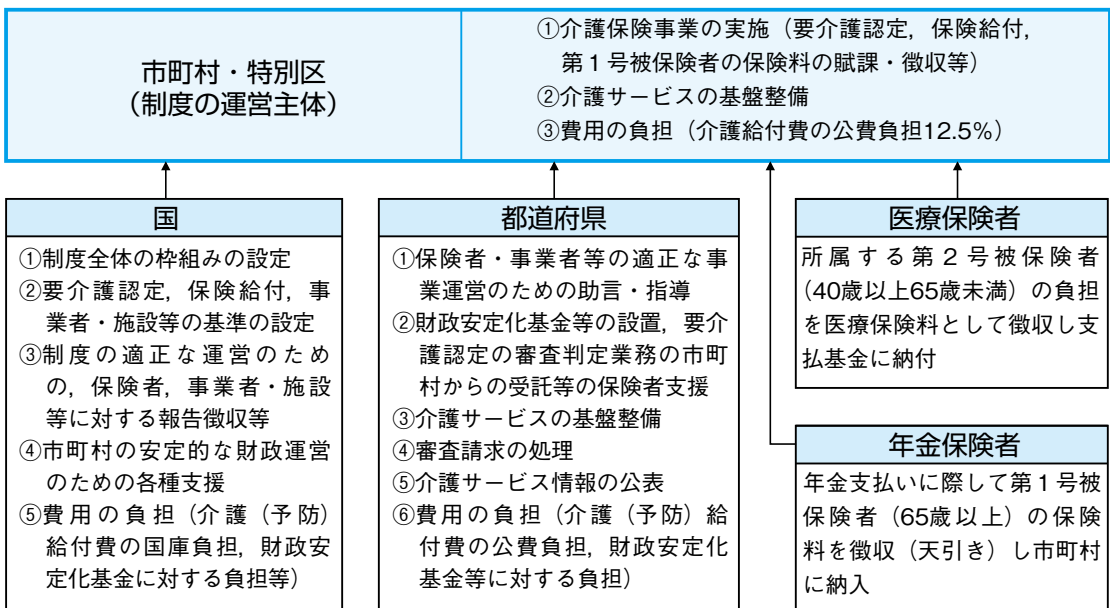 市町村・特別区
（制度の運営主体）
①介護保険事業の実施（要介護認定，保険給付，
第１号被保険者の保険料の賦課・徴収等）
②介護サービスの基盤整備
③費用の負担（介護給付費の公費負担12.5%）
国
①制度全体の枠組みの設定
②要介護認定，保険給付，事
業者・施設等の基準の設定
③制度の適正な運営のため
の，保険者，事業者・施設
等に対する報告徴収等
④市町村の安定的な財政運営
のための各種支援
⑤費用の負担（介護（予防）
給付費の国庫負担，財政安
定化基金に対する負担等）
都道府県
①保険者・事業者等の適正な事
業運営のための助言・指導
②財政安定化基金等の設置，要介
護認定の審査判定業務の市町
村からの受託等の保険者支援
③介護サービスの基盤整備
④審査請求の処理
⑤介護サービス情報の公表
⑥費用の負担（介護（予防）給
付費の公費負担，財政安定化
基金等に対する負担）
医療保険者
所属する第２号被保険者
（40歳以上65歳未満）の負担
を医療保険料として徴収し支
払基金に納付
年金保険者
年金支払いに際して第１号被
保険者（65歳以上）の保険
料を徴収（天引き）し市町村
に納入